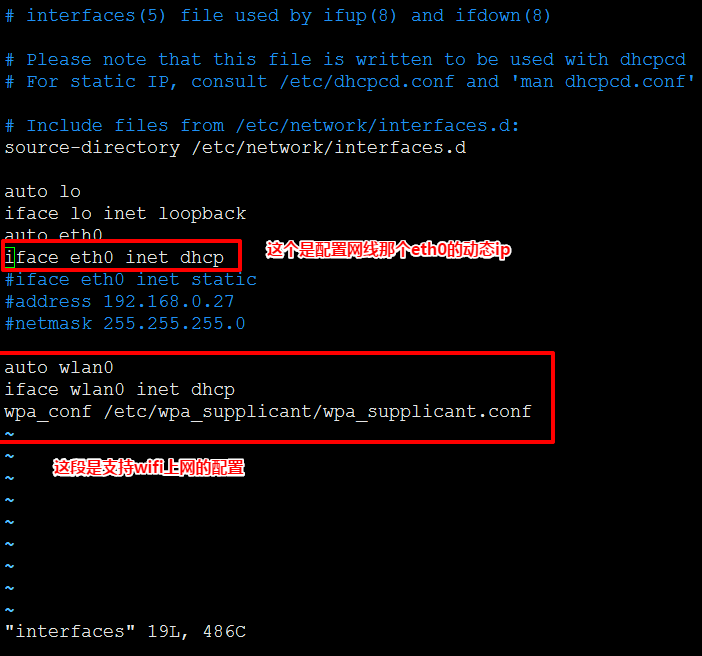 # interfaces(5) file used by ifup(8) and ifdown(8)
# Please note that this file is written to be used with dhcpcd
# For static IP, consult /etc/dhcpcd.conf and 'man dhcpcd.conf'
# Include files from /etc/network/interfaces.d:
source-directory /etc/network/interfaces.d
auto lo
iface lo inet loopback
auto eth0
iface eth0 inet dhcp
这个是配置网线那个eth0的动态ip
#iface eth0 inet static
#address 192.168.0.27
#netmask 255.255.255.0
auto wlan0
iface wlan0 inet dhcp
wpa_conf /etc/wpa_supplicant/wpa_supplicant.conf
~
~
这段是支持wifi上网的配置
~
~
~
~
~
~
~
"interfaces" 19L, 486C